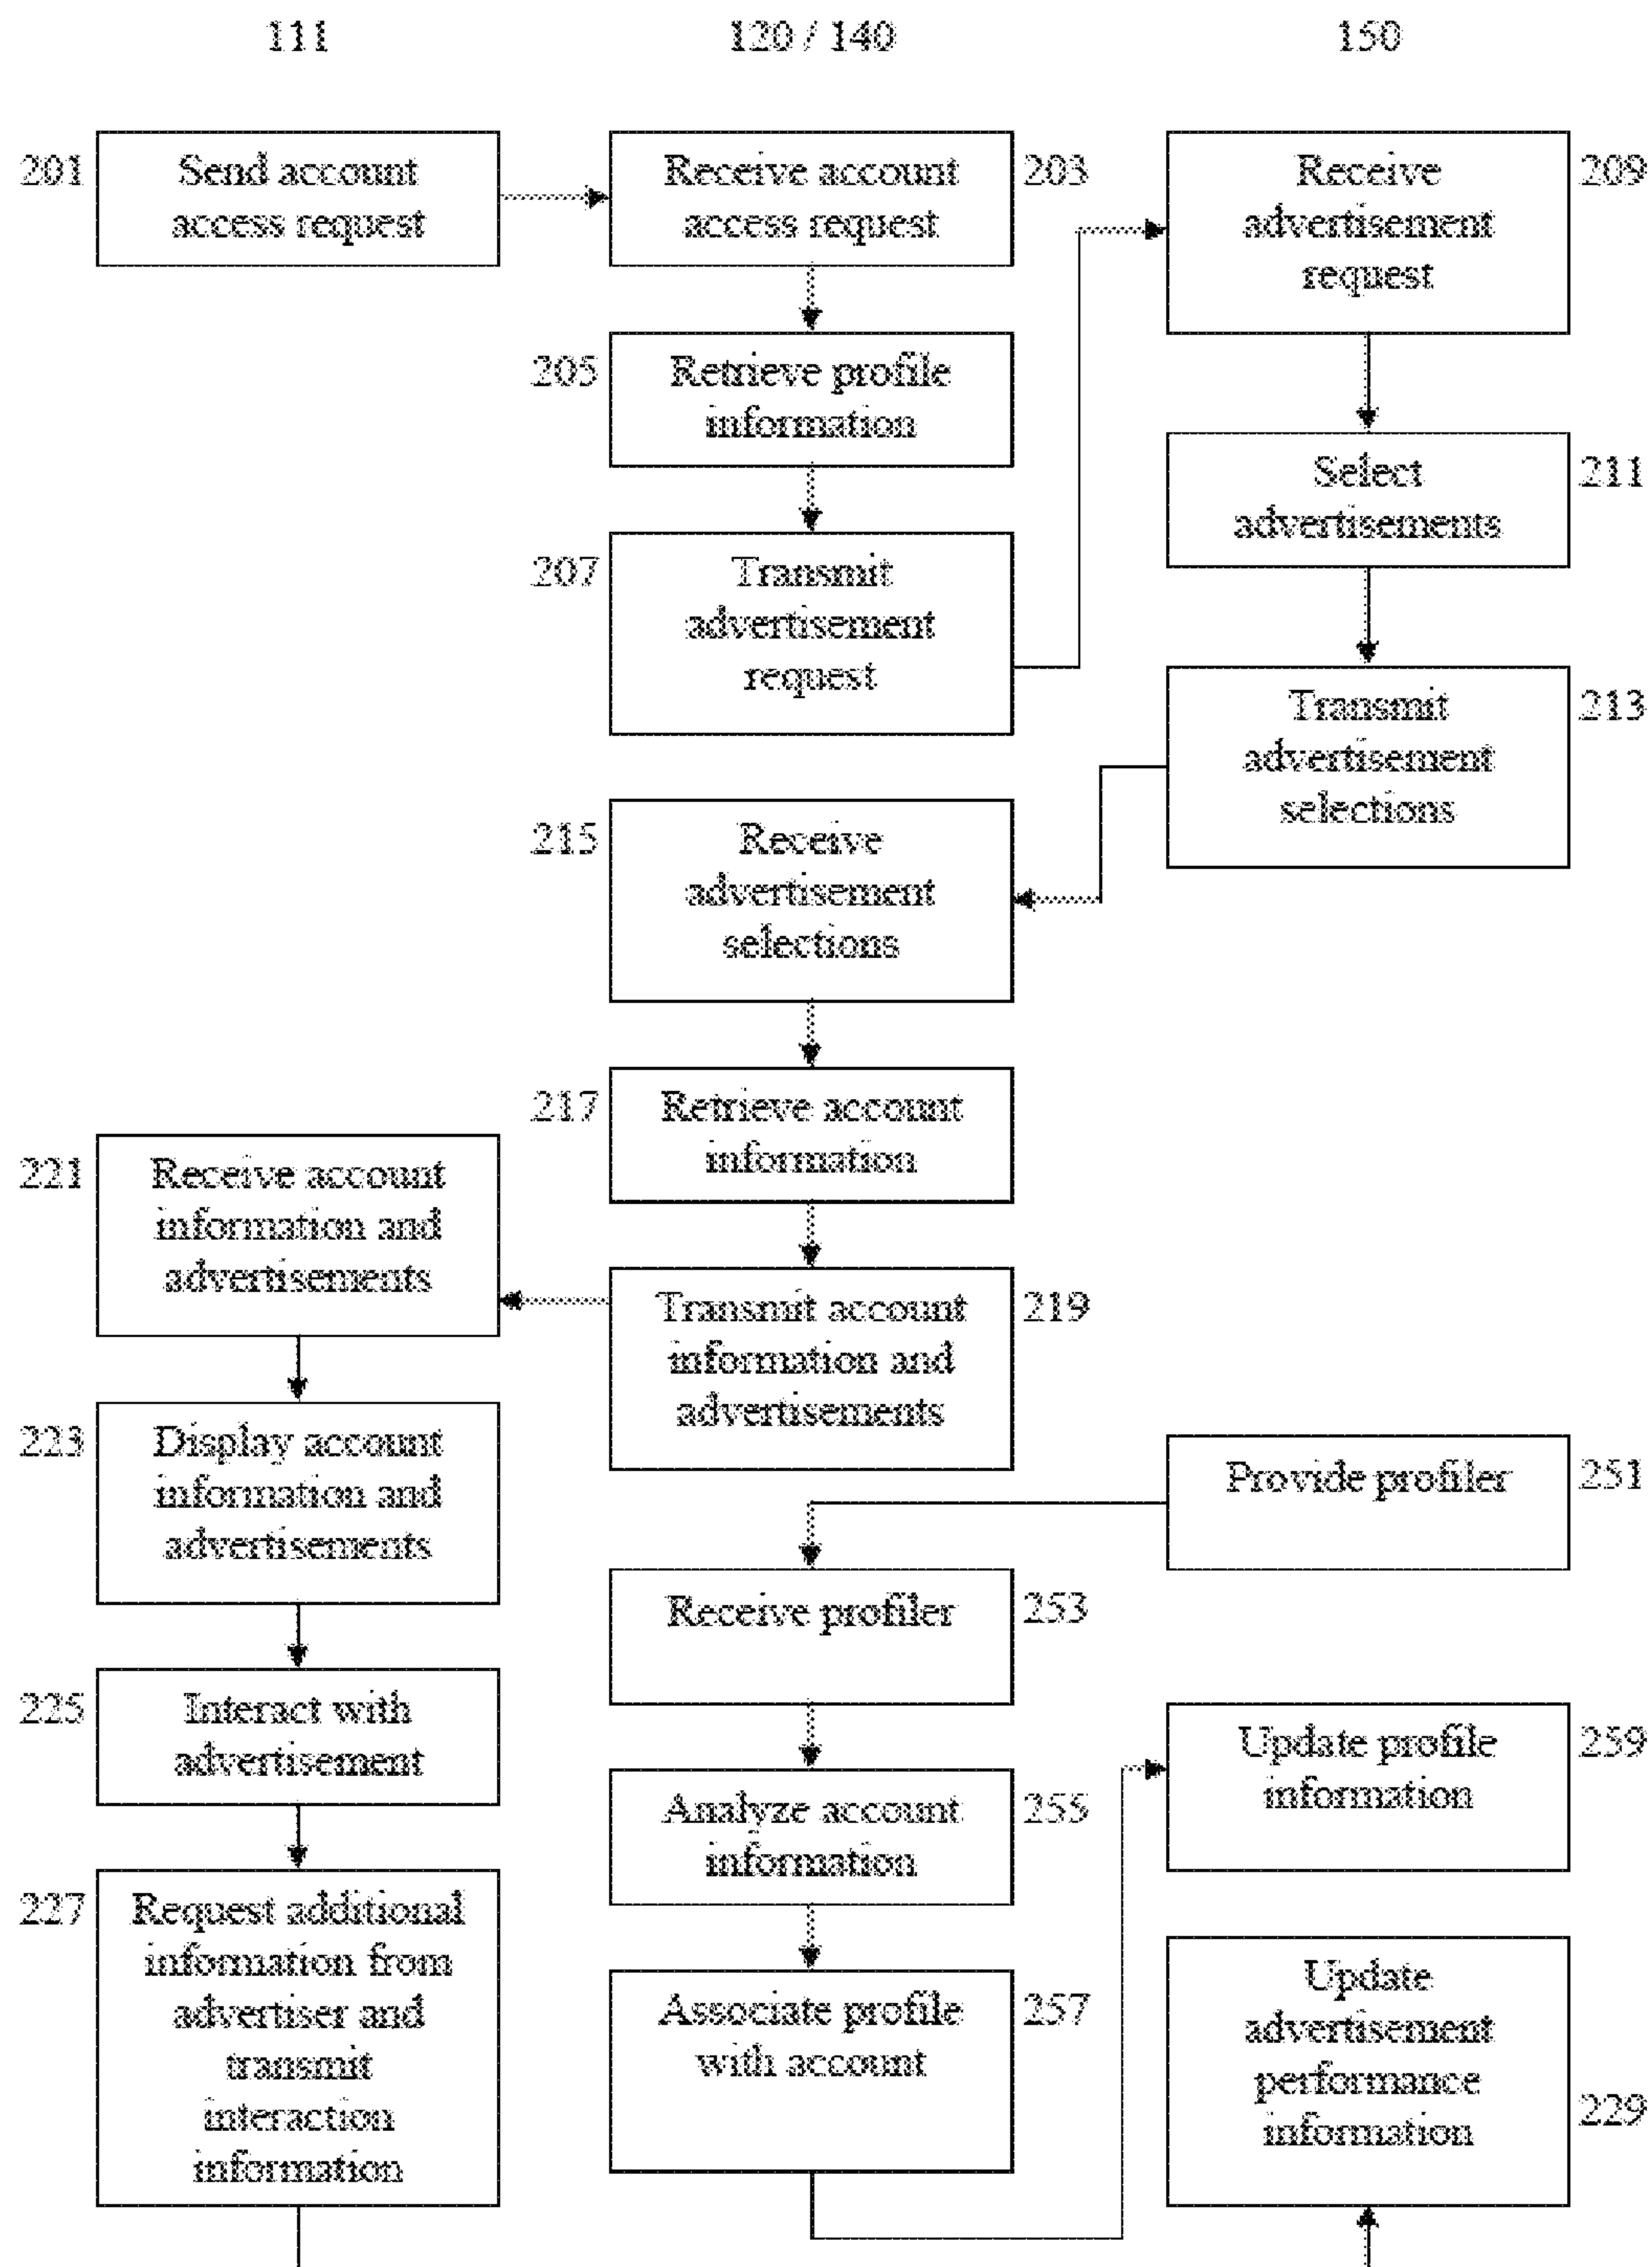 111
120 / 140
150
201
Send account
access request
Receive account
access request
203
Receive
advertisement
request
209
205
Retrieve profile
information
Select
advertisements
211
207
Transmit
advertisement
request
Transmit
advertisement
selections
213
215
Receive
advertisement
selections
217
Retrieve account
information
221
Receive account
information and
advertisements
Transmit account
information and
advertisements
219
223
Display account
information and
advertisements
Provide profiler
251
Receive profiler
253
225
Interact with
advertisement
Update profile
information
259
Analyze account
information
255
227
Request additional
information from
advertiser and
transmit
interaction
information
Associate profile
with account
257
Update
advertisement
performance
information
229